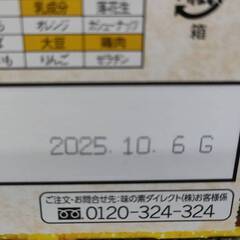 乳成分 落花生
オレンジ カシューナッツ
大豆 鶏肉
りんご ゼラチン
箱
2025.10.6 G
ご注文・お問合せ先:味の素ダイレクト(株)お客様係
0120-324-324